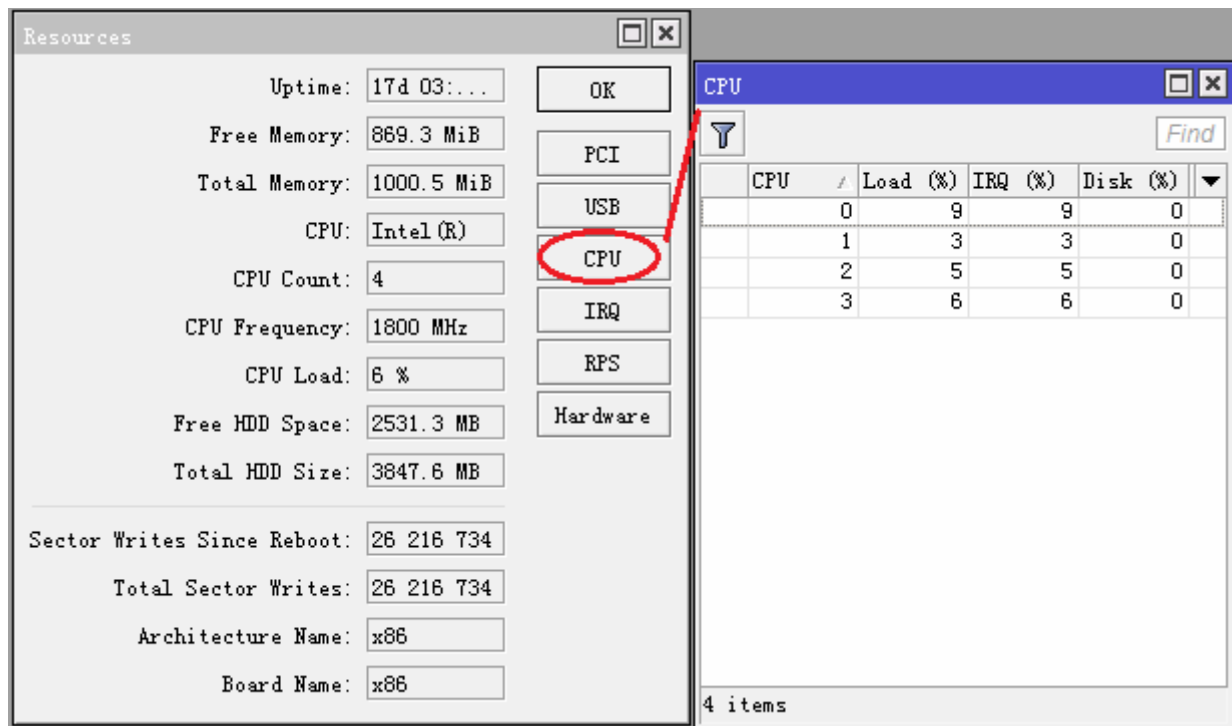 Resources
Uptime: 17d 03:...
Free Memory: 869.3 MiB
Total Memory: 1000.5 MiB
CPU: Intel(R)
CPU Count: 4
CPU Frequency: 1800 MHz
CPU Load: 6 %
Free HDD Space: 2531.3 MB
Total HDD Size: 3847.6 MB
Sector Writes Since Reboot: 26 216 734
Total Sector Writes: 26 216 734
Architecture Name: x86
Board Name: x86
OK
PCI
USB
CPU
IRQ
RPS
Hardware
CPU
Find
CPU Load (%) IRQ (%) Disk (%)
0 9 9 0
1 3 3 0
2 5 5 0
3 6 6 0
4 items